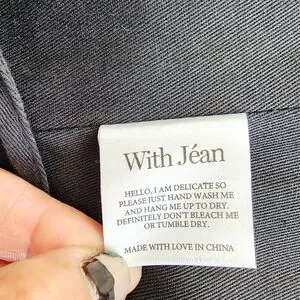 With Jéan
HELLO, I AM DELICATE SO
PLEASE JUST HAND WASH ME
AND HANG ME UP TO DRY.
DEFINITELY DON'T BLEACH ME
OR TUMBLE DRY.
MADE WITH LOVE IN CHINA